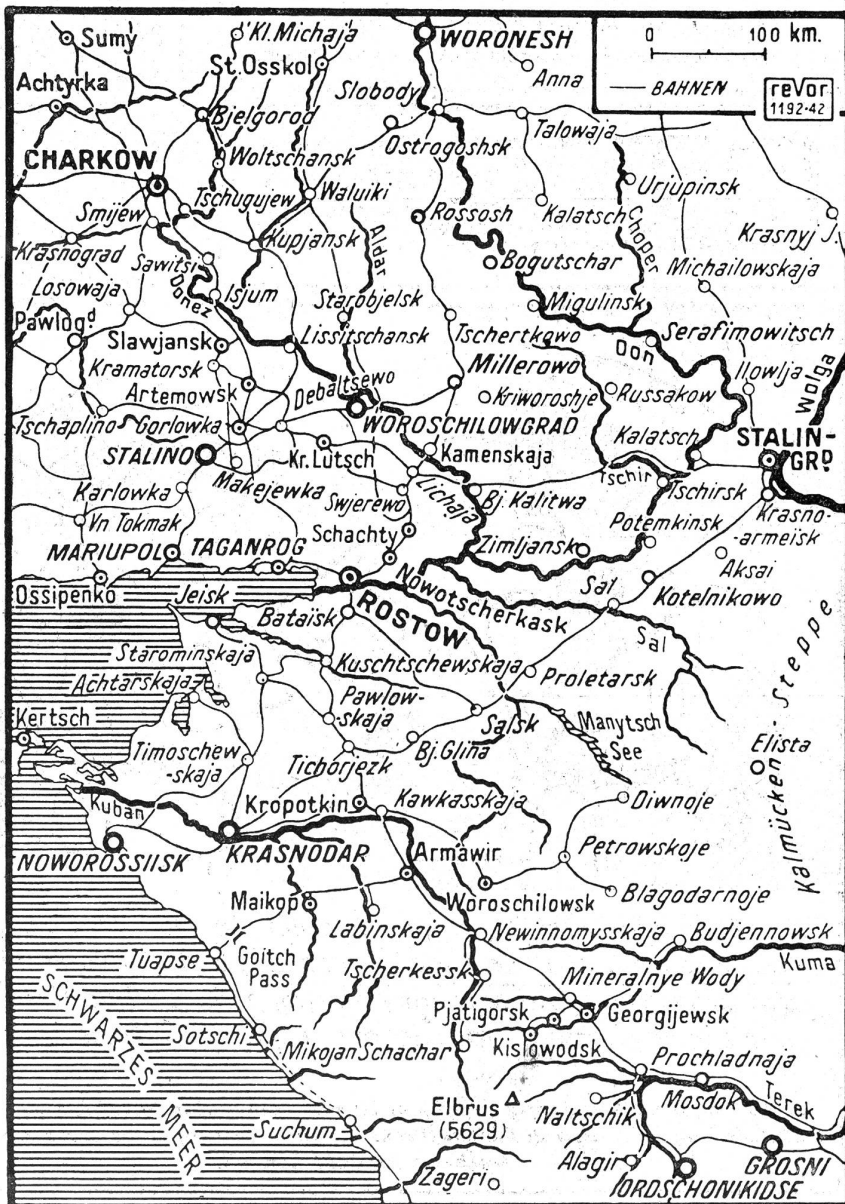 Sumy
'Kl. Michaja
WORONESH
0 100 km.
BAHNEN
reVor
1192-42
Anna
St. Osskol
Achtyrka
Slobody
Bjelgorod
Talowaja
Ostrogoshsk
Woltschansk
CHARKOW
Urjupinsk
Tschugujew
Waluiki
Kalatsch
Choper
Smijew
Rossosh
Krasnyj J.
Kupjansk
Aidar
Krasnograd
Sawitsi
Bogutschar
Michailowskaja
Losowaja
Donez
Isjum
Starobjelsk
Migulinsk
Pawlogd
Slawjansk
Lissitschansk
Tschertkowo
Serafimowitsch
Don
Kramatorsk
Millerowo
Ilowlja
Wolga
Artemowsk
Debaltsewo
Kriworoshje
Russakow
Tschaplino
Gorlowka
WOROSCHILOWGRAD
Kalatsch
STALIN-
GRD
STALINO
Kr. Lutsch
Kamenskaja
Makejewka
Lichaja
Tschir
Tschirsk
Karlowka
Swjerewo
Bj. Kalitwa
Krasno-
armeisk
Vn Tokmak
Schachty
Potemkinsk
MARIUPOL
TAGANROG
Zimljansk
Aksai
Ossipenko
Jeisk
Nowotscherkask
Sal
Kotelnikowo
Bataïsk
ROSTOW
Sal
Starominskaja
Kuschtschewskaja
Proletarsk
Achtarskaja
Pawlow-
skaja
Kertsch
Salsk
Manytsch
See
Kalmücken-Steppe
Timoschew
-skaja
Bj. Glina
Elista
Tichorjezk
Kuban
Kropotkin
Kawkasskaja
Diwnoje
NOWOROSSIISK
KRASNODAR
Petrowskoje
Armawir
Maikop
Woroschilowsk
Blagodarnoje
Labinskaja
Newinnomysskaja
Budjennowsk
Tuapse
Goitch
Pass
Tscherkessk
Kuma
Mineralnye Wody
Pjatigorsk
Georgijewsk
SCHWARZES
MEER
Sotschi
Mikojan Schachar
Kislowodsk
Prochladnaja
Elbrus
(5629)
Naltschik
Mosdok
Terek
Suchum
GROSNI
Alagir
Zageri
IORDSCHONIKIDSE